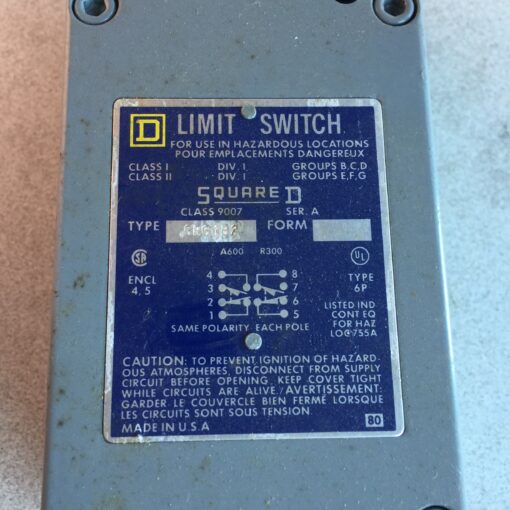 D LIMIT SWITCH
FOR USE IN HAZARDOUS LOCATIONS
POUR EMPLACEMENTS DANGEREUX
CLASS I DIV. I GROUPS B,C,D
CLASS II DIV. I GROUPS E,F,G
SQUARE D
CLASS 9007 SER. A
TYPE FORM
A600 R300
SA UL
ENCL
4, 5
4 8
3 7
2 6
1 5
TYPE
6P
SAME POLARITY EACH POLE
LISTED IND
CONT EQ
FOR HAZ
LOC 755A
CAUTION: TO PREVENT IGNITION OF HAZARD-
OUS ATMOSPHERES, DISCONNECT FROM SUPPLY
CIRCUIT BEFORE OPENING. KEEP COVER TIGHT
WHILE CIRCUITS ARE ALIVE./AVERTISSEMENT:
GARDER LE COUVERCLE BIEN FERMÉ LORSQUE
LES CIRCUITS SONT SOUS TENSION.
MADE IN U.S.A 80